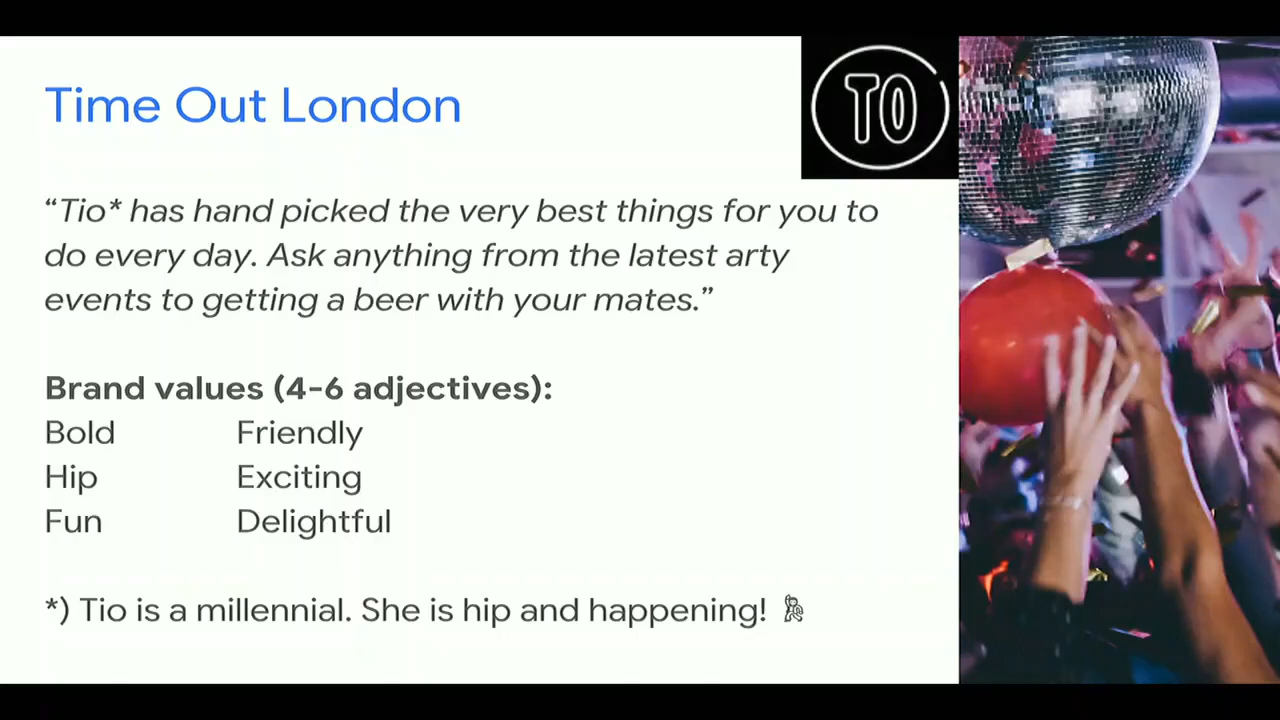 Time Out London
TO
“Tio* has hand picked the very best things for you to
do every day. Ask anything from the latest arty
events to getting a beer with your mates.”
Brand values (4-6 adjectives):
Bold Friendly
Hip Exciting
Fun Delightful
*) Tio is a millennial. She is hip and happening! 💃